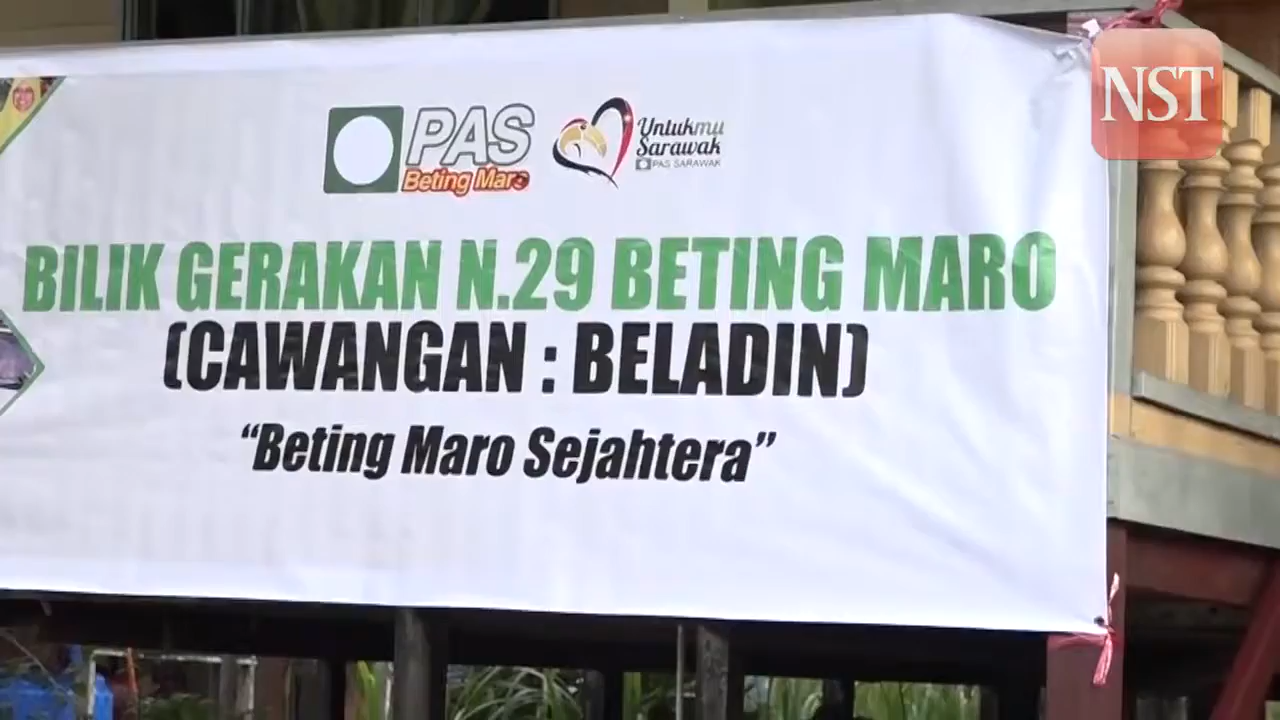 NST
PAS
Beting Maro
Untukmu
Sarawak
PAS SARAWAK
BILIK GERAKAN N.29 BETING MARO
(CAWANGAN : BELADIN)
“Beting Maro Sejahtera”